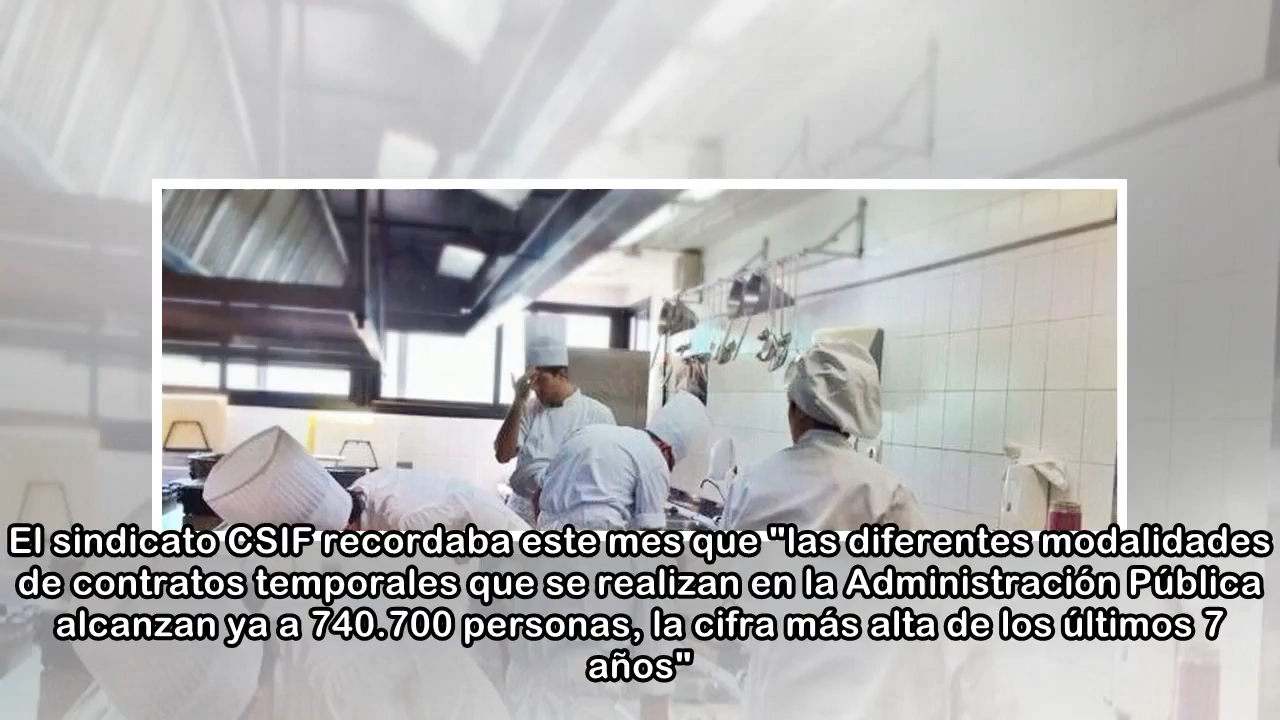 El sindicato CSIF recordaba este mes que "las diferentes modalidades
de contratos temporales que se realizan en la Administración Pública
alcanzan ya a 740.700 personas, la cifra más alta de los últimos 7
años"